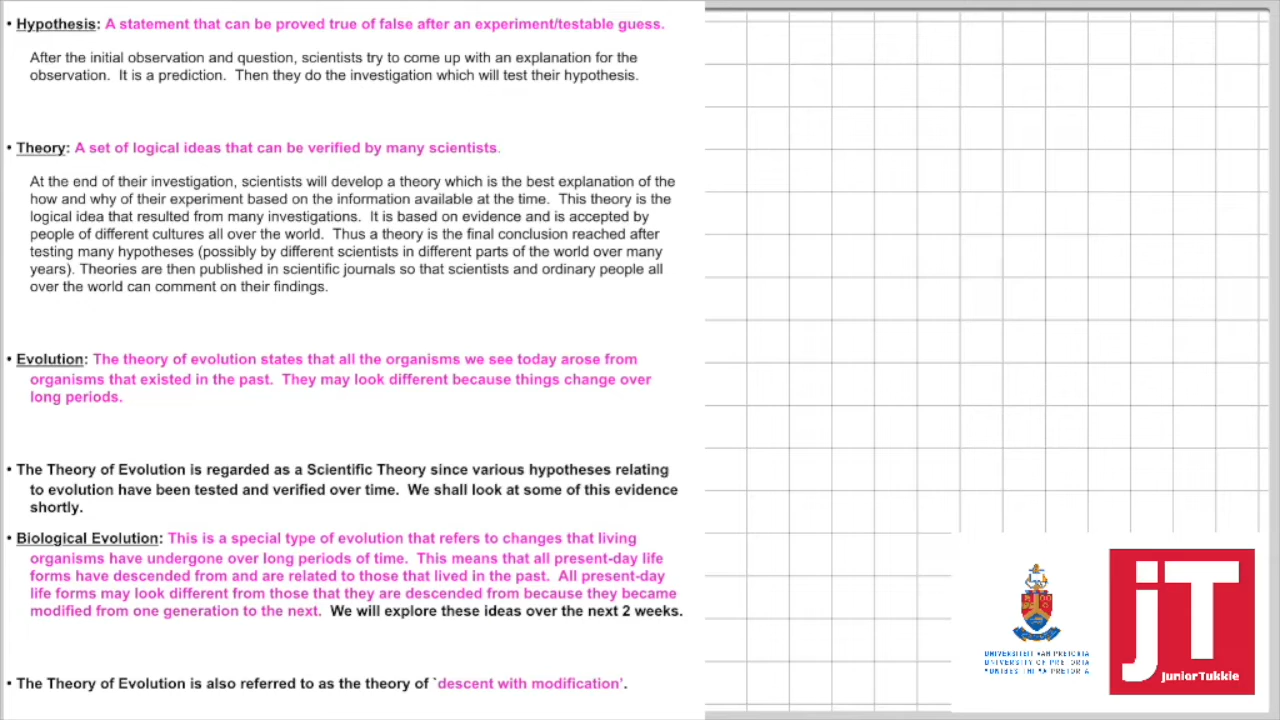 • Hypothesis: A statement that can be proved true of false after an experiment/testable guess.
After the initial observation and question, scientists try to come up with an explanation for the
observation. It is a prediction. Then they do the investigation which will test their hypothesis.
• Theory: A set of logical ideas that can be verified by many scientists.
At the end of their investigation, scientists will develop a theory which is the best explanation of the
how and why of their experiment based on the information available at the time. This theory is the
logical idea that resulted from many investigations. It is based on evidence and is accepted by
people of different cultures all over the world. Thus a theory is the final conclusion reached after
testing many hypotheses (possibly by different scientists in different parts of the world over many
years). Theories are then published in scientific journals so that scientists and ordinary people all
over the world can comment on their findings.
• Evolution: The theory of evolution states that all the organisms we see today arose from
organisms that existed in the past. They may look different because things change over
long periods.
• The Theory of Evolution is regarded as a Scientific Theory since various hypotheses relating
to evolution have been tested and verified over time. We shall look at some of this evidence
shortly.
• Biological Evolution: This is a special type of evolution that refers to changes that living
organisms have undergone over long periods of time. This means that all present-day life
forms have descended from and are related to those that lived in the past. All present-day
life forms may look different from those that they are descended from because they became
modified from one generation to the next. We will explore these ideas over the next 2 weeks.
• The Theory of Evolution is also referred to as the theory of `descent with modification'.
UNIVERSITEIT VAN PRETORIA
UNIVERSITY OF PRETORIA
YA PRETORIA
jT
JuniorTukkie